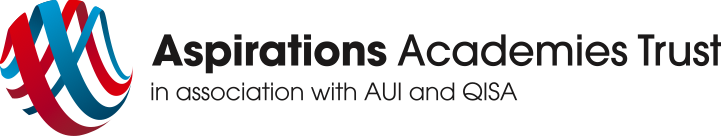 Aspirations Academies Trust
in association with AUI and QISA